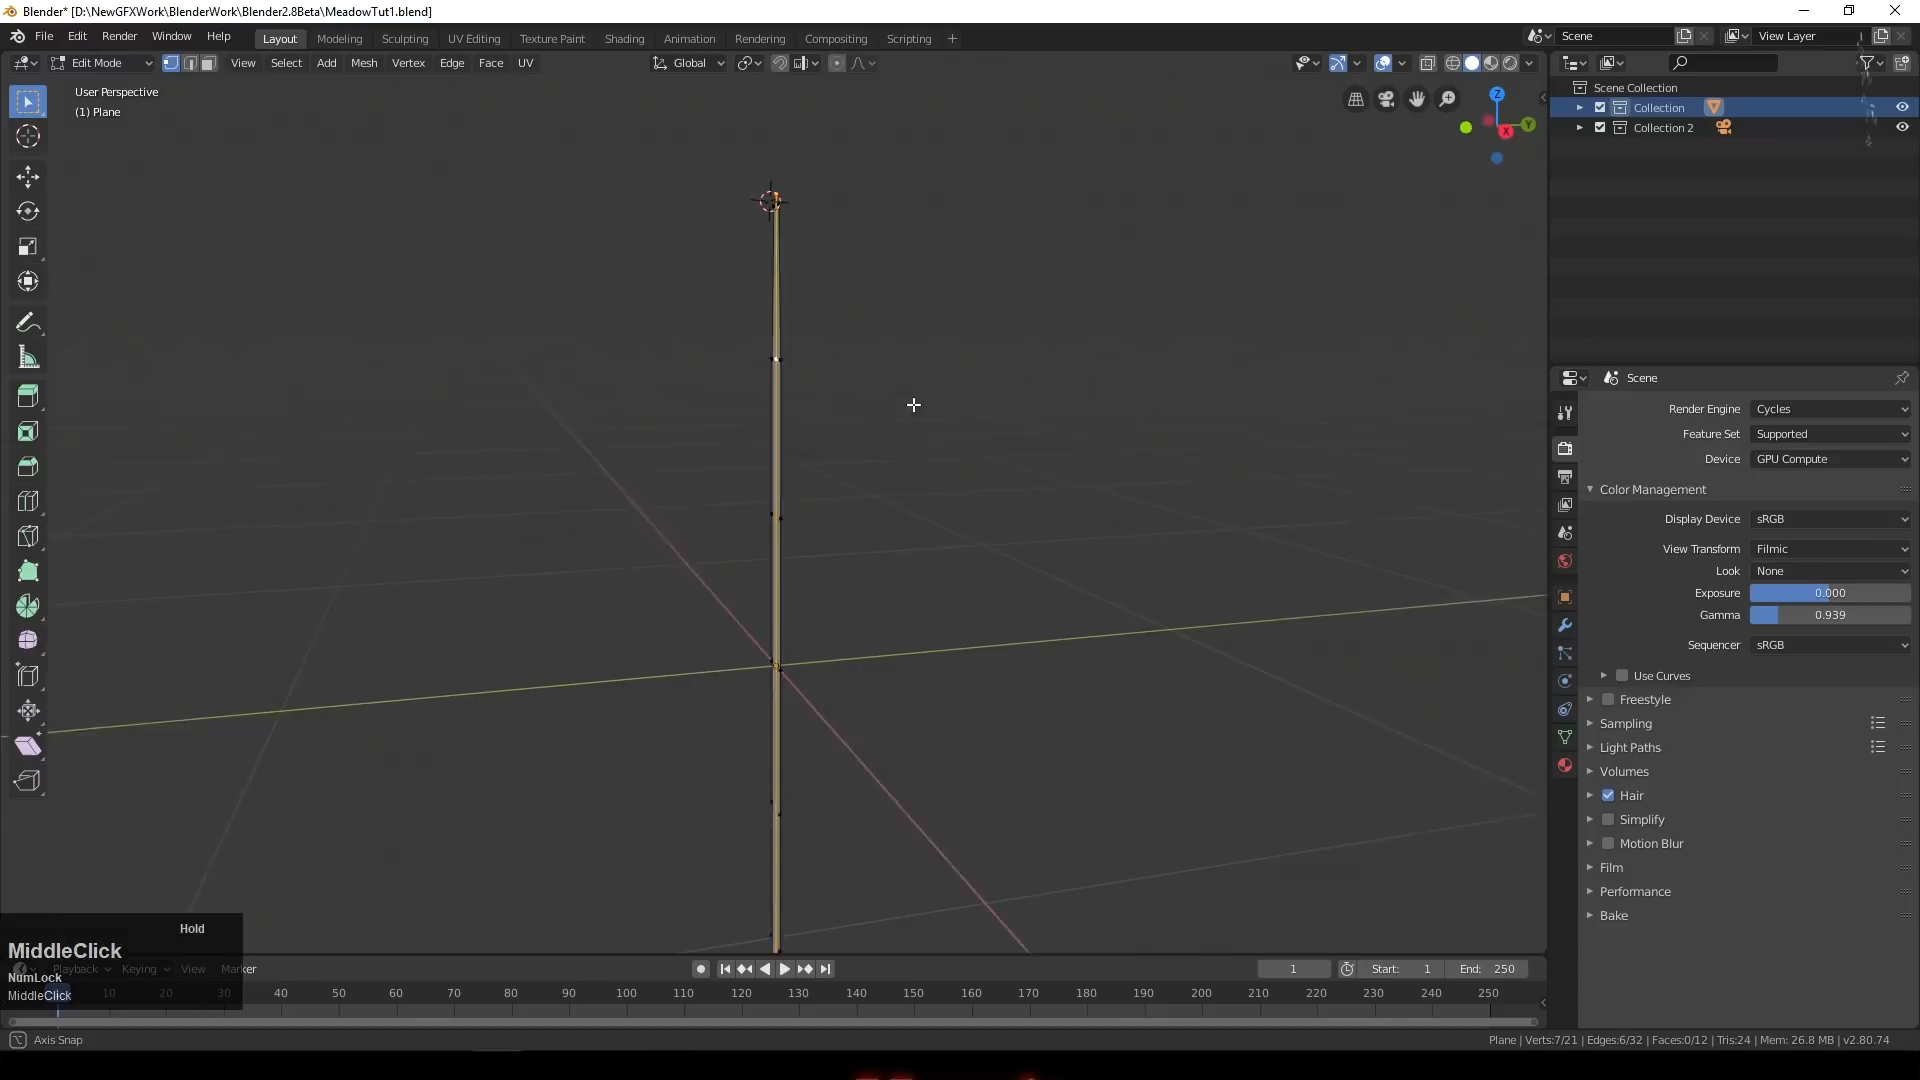 Blender* [D:\NewGFXWork\BlenderWork\Blender2.8Beta\MeadowTut1.blend]
File Edit Render Window Help Layout Modeling Sculpting UV Editing Texture Paint Shading Animation Rendering Compositing Scripting + Scene View Layer
Edit Mode View Select Add Mesh Vertex Edge Face UV Global
User Perspective
(1) Plane
Z
Y
X
Scene Collection
Collection
Collection 2
Scene
Render Engine Cycles
Feature Set Supported
Device GPU Compute
Color Management
Display Device sRGB
View Transform Filmic
Look None
Exposure 0.000
Gamma 0.939
Sequencer sRGB
Use Curves
Freestyle
Sampling
Light Paths
Volumes
Hair
Simplify
Motion Blur
Film
Performance
Bake
Hold
MiddleClick
NumLock
MiddleClick
Playback Keying View Marker
1 Start: 1 End: 250
10 20 30 40 50 60 70 80 90 100 110 120 130 140 150 160 170 180 190 200 210 220 230 240 250
Axis Snap
Plane | Verts:7/21 | Edges:6/32 | Faces:0/12 | Tris:24 | Mem: 26.8 MB | v2.80.74